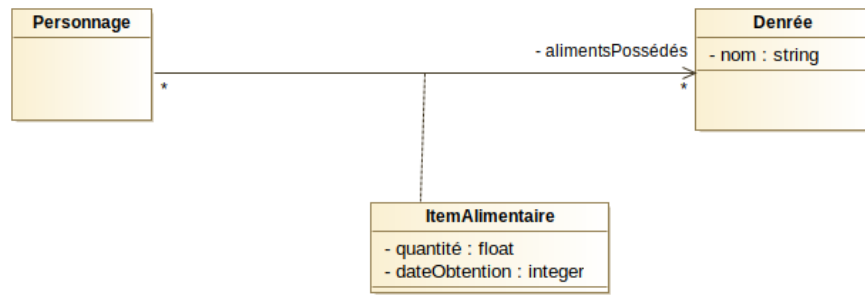 Personnage
Denrée
- alimentsPossédés
- nom : string
*
*
ItemAlimentaire
- quantité : float
- dateObtention : integer